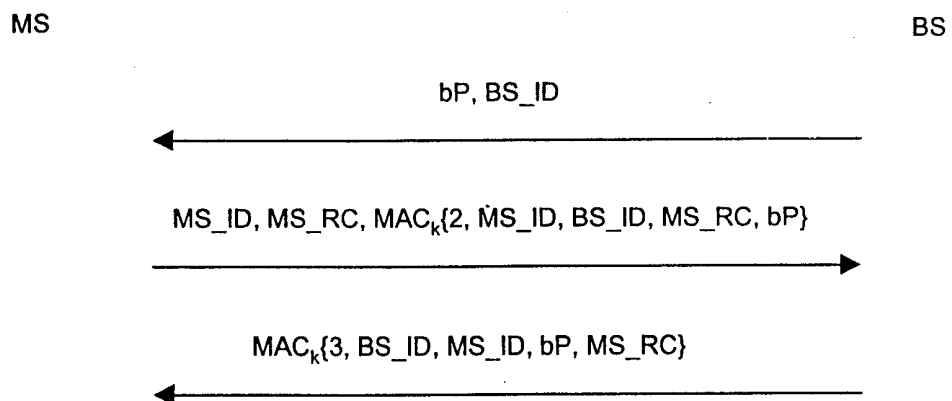 MS
BS
bP, BS_ID
MS_ID, MS_RC, MACk{2, MS_ID, BS_ID, MS_RC, bP}
MACk{3, BS_ID, MS_ID, bP, MS_RC}